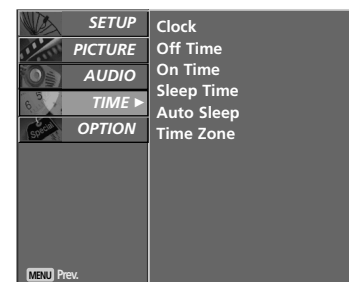 SETUP
PICTURE
AUDIO
TIME ►
OPTION
Clock
Off Time
On Time
Sleep Time
Auto Sleep
Time Zone
MENU Prev.